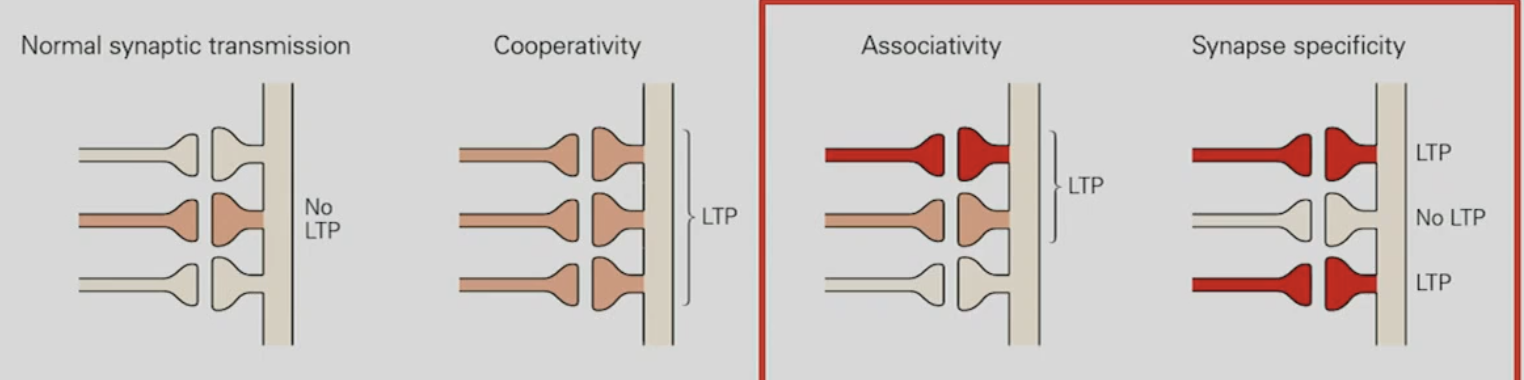 Normal synaptic transmission
Cooperativity
Associativity
Synapse specificity
No
LTP
LTP
LTP
LTP
No LTP
LTP